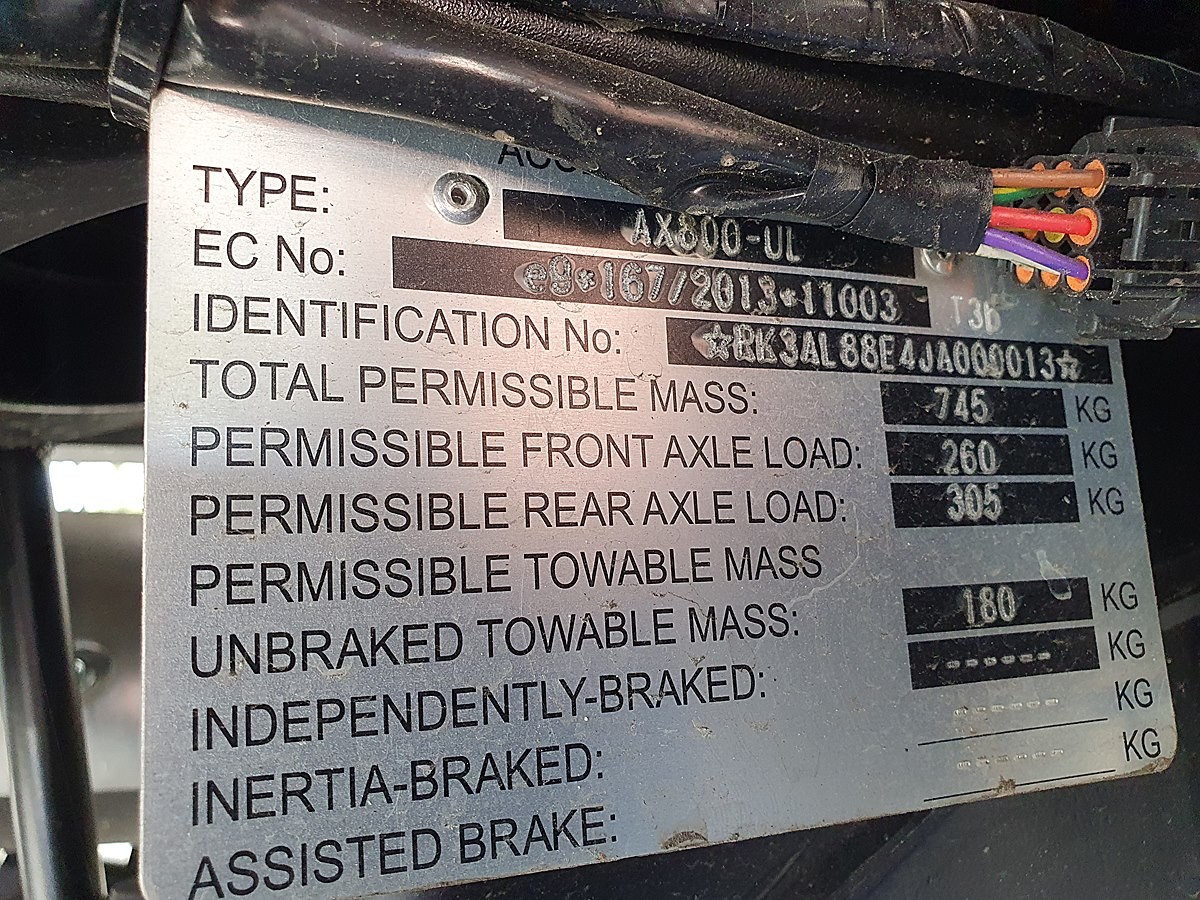 TYPE: AX800-UL
EC No: e9*167/2013*11003 T3b
IDENTIFICATION No: ☆RK3AL88E4JA000013☆
TOTAL PERMISSIBLE MASS: 745 KG
PERMISSIBLE FRONT AXLE LOAD: 260 KG
PERMISSIBLE REAR AXLE LOAD: 305 KG
PERMISSIBLE TOWABLE MASS
UNBRAKED TOWABLE MASS: 180 KG
INDEPENDENTLY-BRAKED: ------ KG
INERTIA-BRAKED: ------ KG
ASSISTED BRAKE: ------ KG